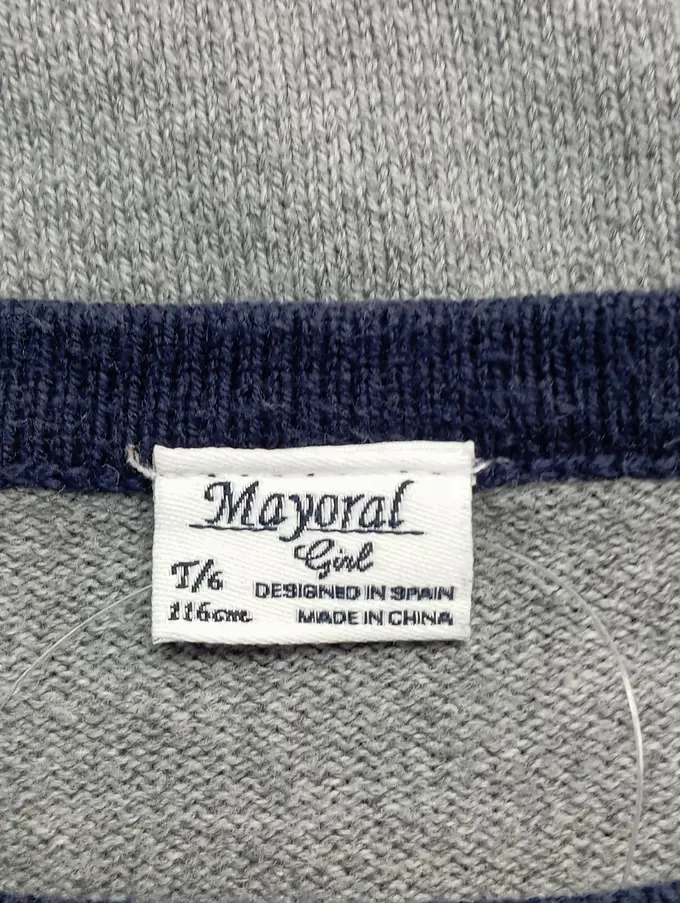 Mayoral
Girl
T/6
116cm
DESIGNED IN SPAIN
MADE IN CHINA